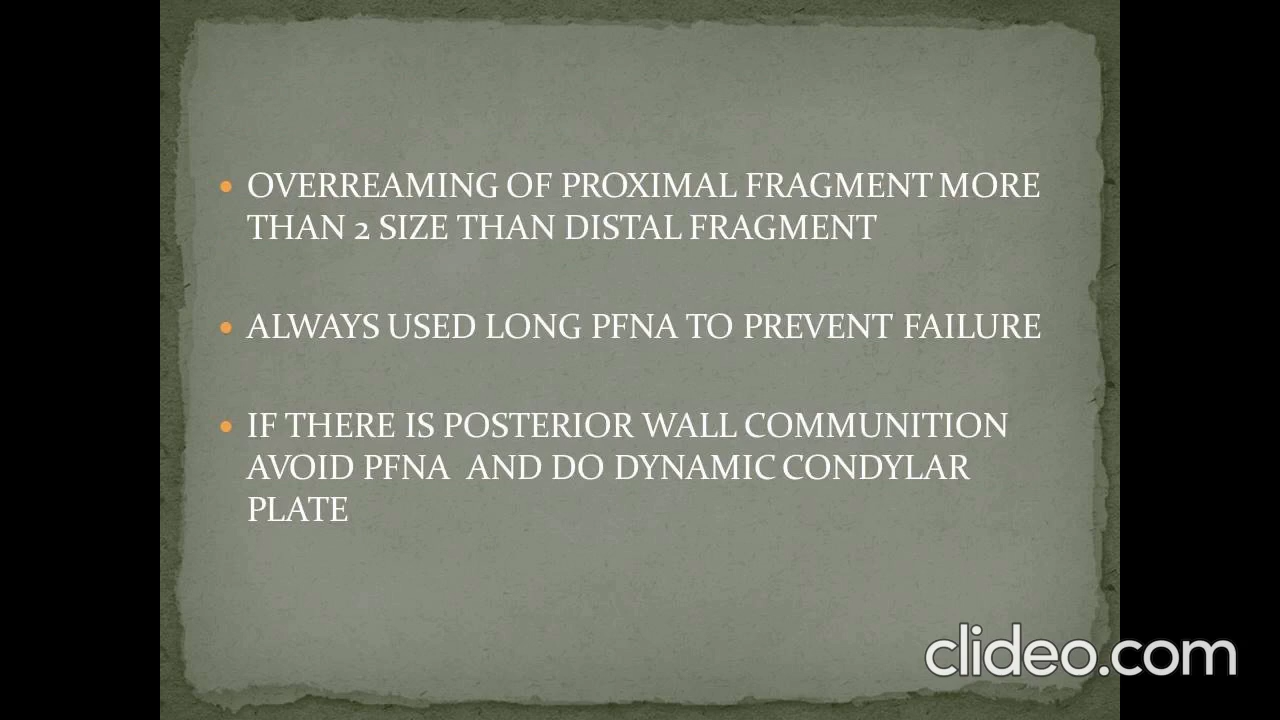 OVERREAMING OF PROXIMAL FRAGMENT MORE
THAN 2 SIZE THAN DISTAL FRAGMENT
ALWAYS USED LONG PFNA TO PREVENT FAILURE
IF THERE IS POSTERIOR WALL COMMUNITION
AVOID PFNA AND DO DYNAMIC CONDYLAR
PLATE
clideo.com